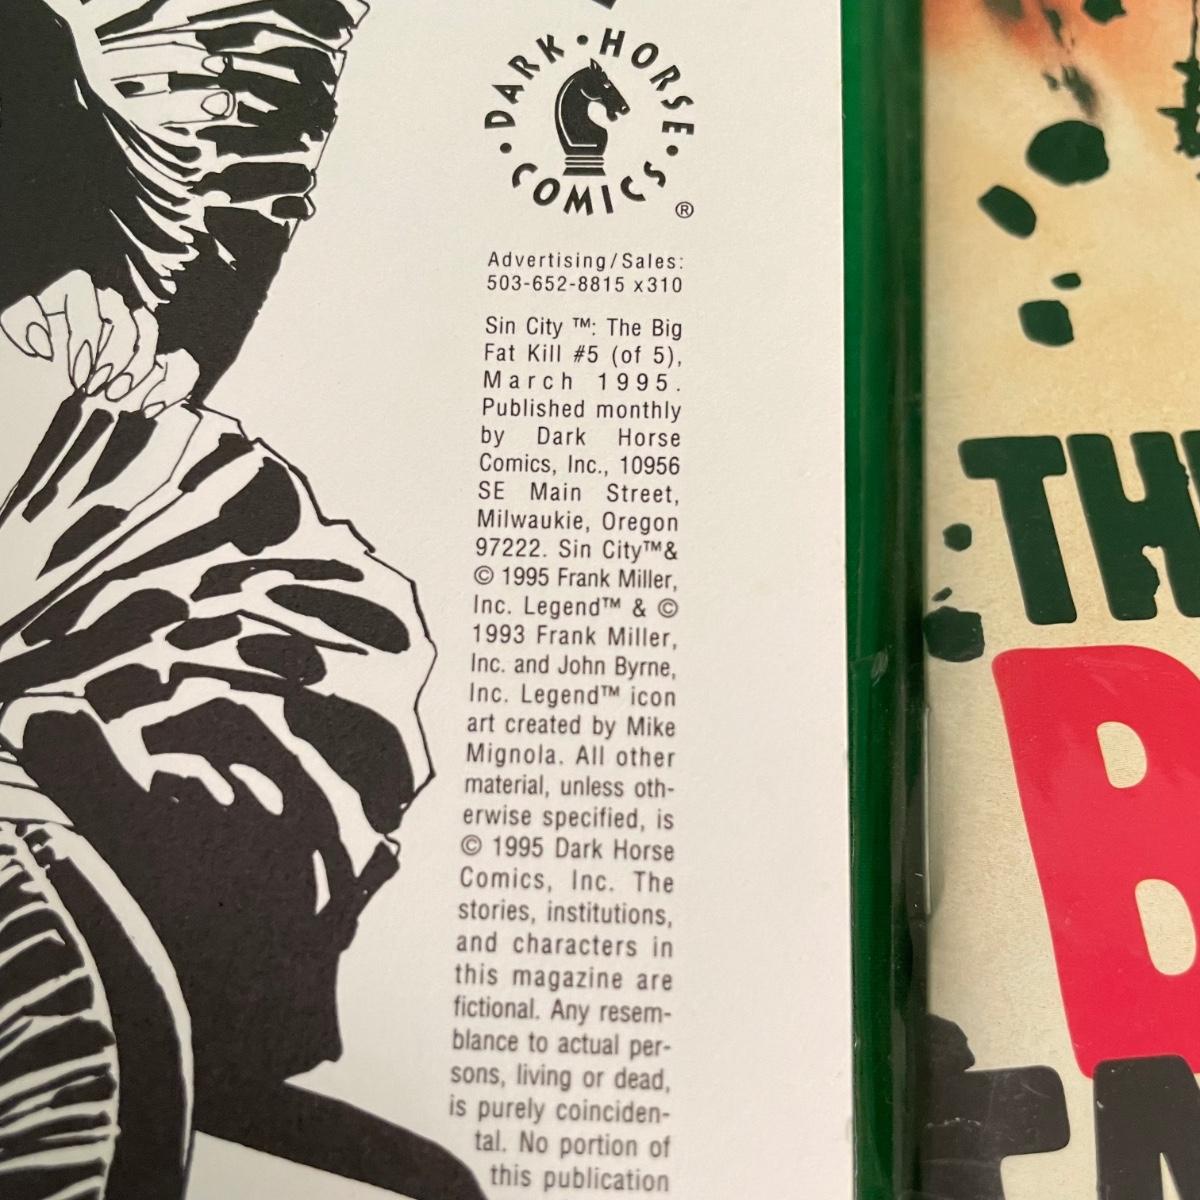 DARK • HORSE • COMICS •
®
Advertising/Sales:
503-652-8815 x310
Sin City ™: The Big
Fat Kill #5 (of 5),
March 1995.
Published monthly
by Dark Horse
Comics, Inc., 10956
SE Main Street,
Milwaukie, Oregon
97222. Sin City™&
© 1995 Frank Miller,
Inc. Legend™ & ©
1993 Frank Miller,
Inc. and John Byrne,
Inc. Legend™ icon
art created by Mike
Mignola. All other
material, unless oth-
erwise specified, is
© 1995 Dark Horse
Comics, Inc. The
stories, institutions,
and characters in
this magazine are
fictional. Any resem-
blance to actual per-
sons, living or dead,
is purely coinciden-
tal. No portion of
this publication